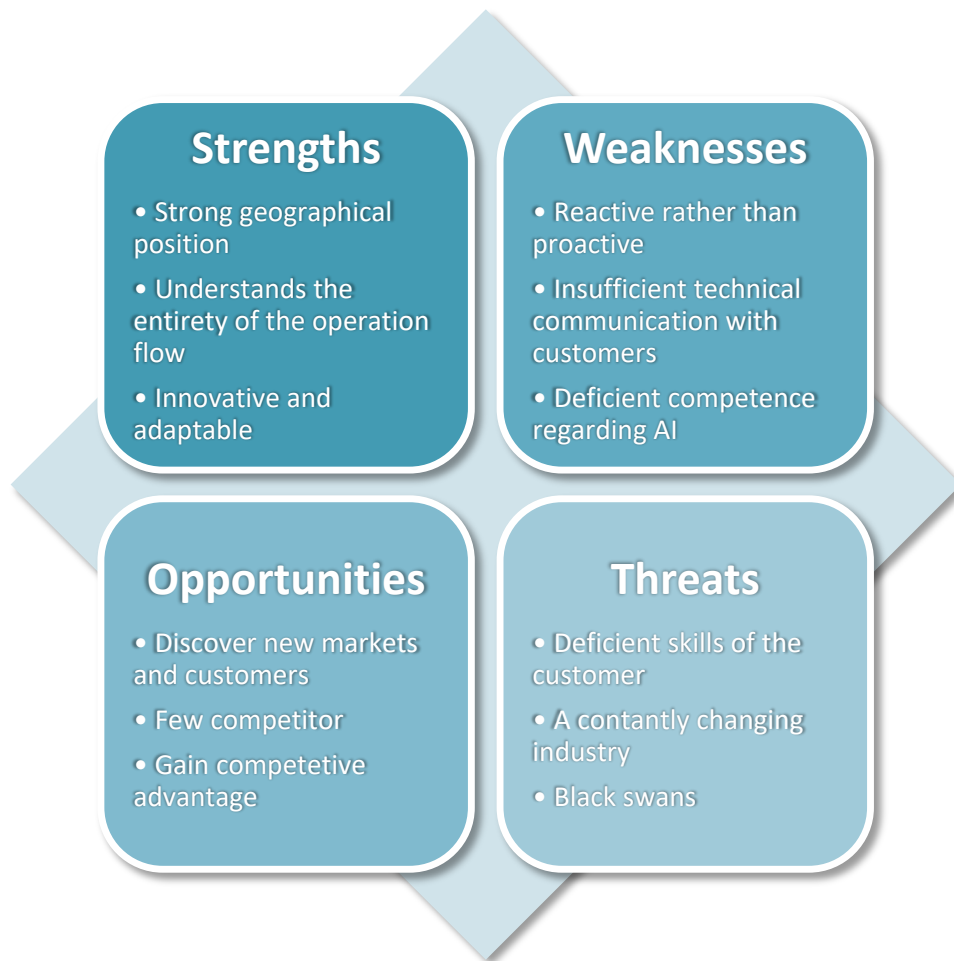 Strengths
• Strong geographical
position
• Understands the
entirety of the operation
flow
• Innovative and
adaptable
Weaknesses
• Reactive rather than
proactive
• Insufficient technical
communication with
customers
• Deficient competence
regarding AI
Opportunities
• Discover new markets
and customers
• Few competitor
• Gain competetive
advantage
Threats
• Deficient skills of the
customer
• A contantly changing
industry
• Black swans